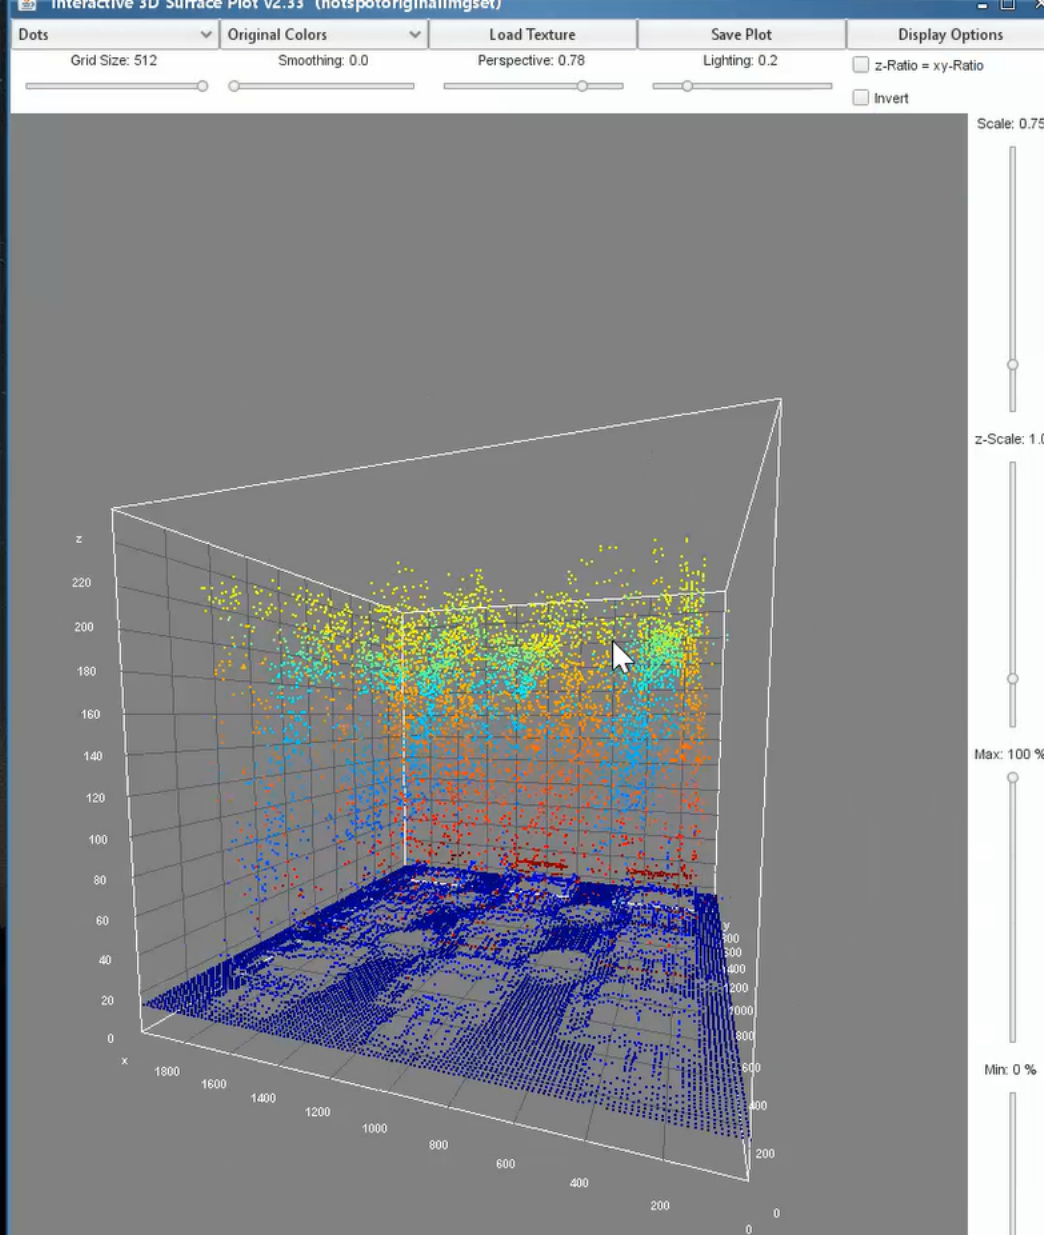 Interactive 3D Surface Plot v2.33 (hotspotoriginalimgset)
Dots Original Colors Load Texture Save Plot Display Options
Grid Size: 512 Smoothing: 0.0 Perspective: 0.78 Lighting: 0.2
z-Ratio = xy-Ratio
Invert
Scale: 0.75
z-Scale: 1.0
Max: 100 %
Min: 0 %
z
220
200
180
160
140
120
100
80
60
40
20
0
x
1800
1600
1400
1200
1000
800
600
400
200
0
y
400
1200
1000
800
600
400
200
0